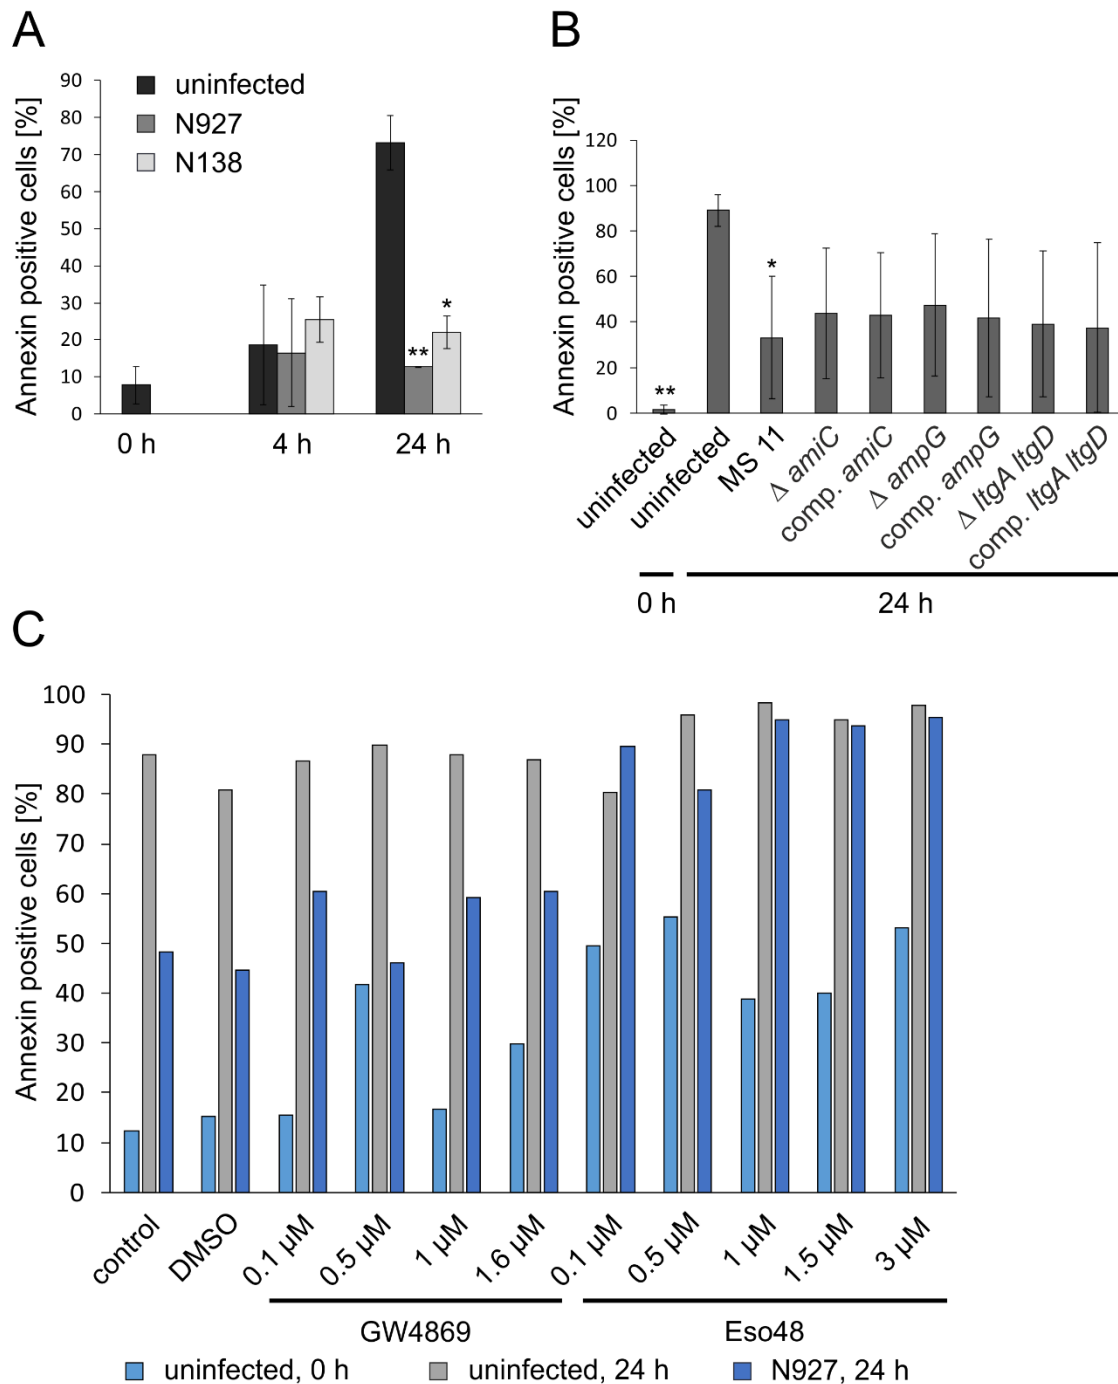 A
Annexin positive cells [%]
90
80
70
60
50
40
30
20
10
0
uninfected
N927
N138
**
*
0 h
4 h
24 h
B
Annexin positive cells [%]
120
100
80
60
40
20
0
**
*
uninfected
uninfected
MS 11
Δ amiC
comp. amiC
Δ ampG
comp. ampG
Δ ltgA ltgD
comp. ltgA ltgD
0 h
24 h
C
Annexin positive cells [%]
100
90
80
70
60
50
40
30
20
10
0
control
DMSO
0.1 µM
0.5 µM
1 µM
1.6 µM
0.1 µM
0.5 µM
1 µM
1.5 µM
3 µM
GW4869
Eso48
uninfected, 0 h
uninfected, 24 h
N927, 24 h